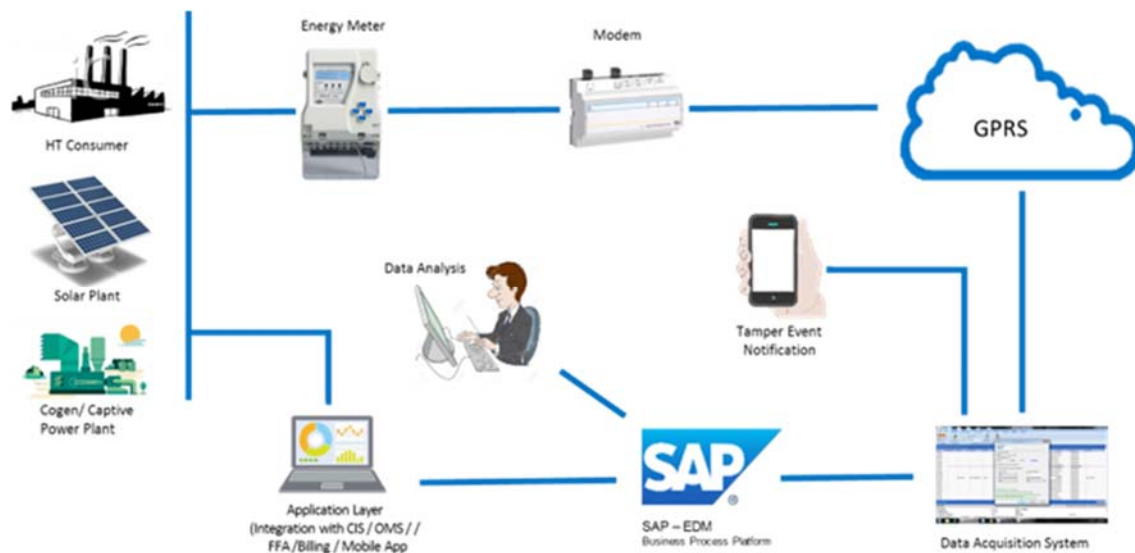 Energy Meter
Modem
GPRS
HT Consumer
Solar Plant
Data Analysis
Tamper Event
Notification
Cogen/ Captive
Power Plant
SAP
®
Application Layer
(Integration with CIS / OMS / /
FFA /Billing / Mobile App
SAP – EDM
Business Process Platform
Data Acquisition System